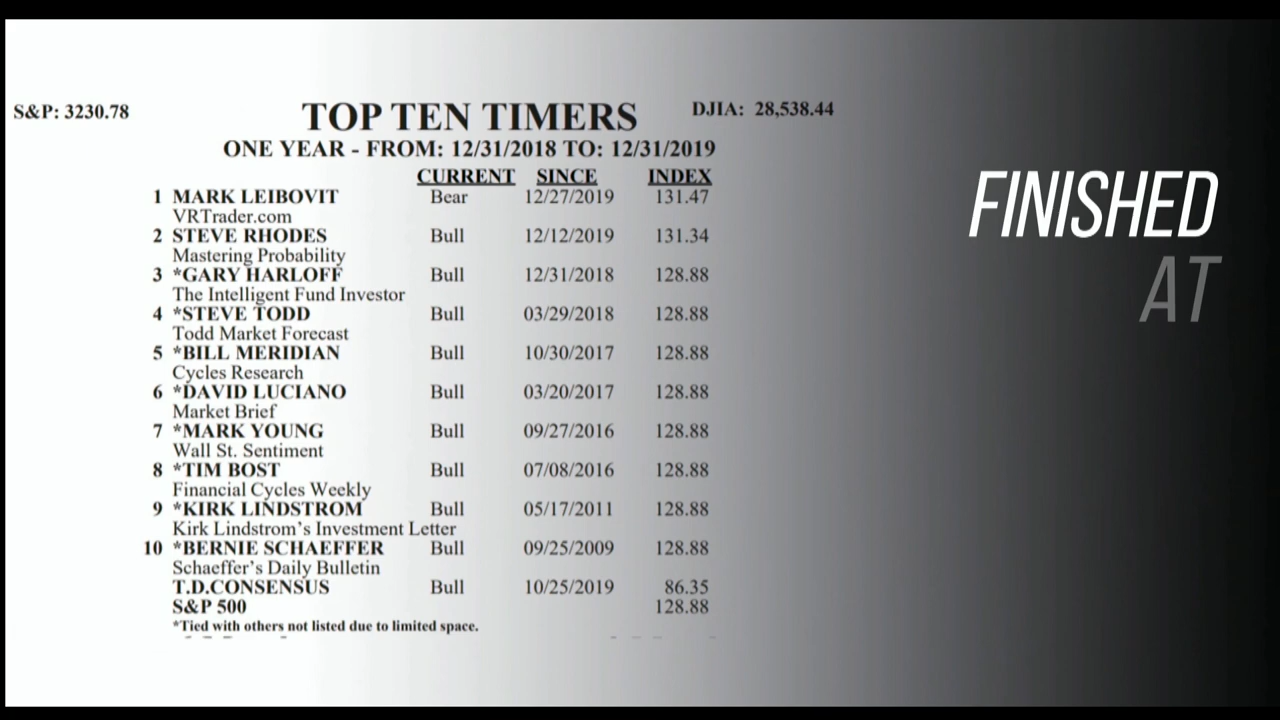 S&P: 3230.78
TOP TEN TIMERS
DJIA: 28,538.44
ONE YEAR - FROM: 12/31/2018 TO: 12/31/2019
CURRENT SINCE INDEX
1 MARK LEIBOVIT Bear 12/27/2019 131.47
VRTrader.com
2 STEVE RHODES Bull 12/12/2019 131.34
Mastering Probability
3 *GARY HARLOFF Bull 12/31/2018 128.88
The Intelligent Fund Investor
4 *STEVE TODD Bull 03/29/2018 128.88
Todd Market Forecast
5 *BILL MERIDIAN Bull 10/30/2017 128.88
Cycles Research
6 *DAVID LUCIANO Bull 03/20/2017 128.88
Market Brief
7 *MARK YOUNG Bull 09/27/2016 128.88
Wall St. Sentiment
8 *TIM BOST Bull 07/08/2016 128.88
Financial Cycles Weekly
9 *KIRK LINDSTROM Bull 05/17/2011 128.88
Kirk Lindstrom's Investment Letter
10 *BERNIE SCHAEFFER Bull 09/25/2009 128.88
Schaeffer's Daily Bulletin
T.D.CONSENSUS Bull 10/25/2019 86.35
S&P 500 128.88
*Tied with others not listed due to limited space.
FINISHED
AT